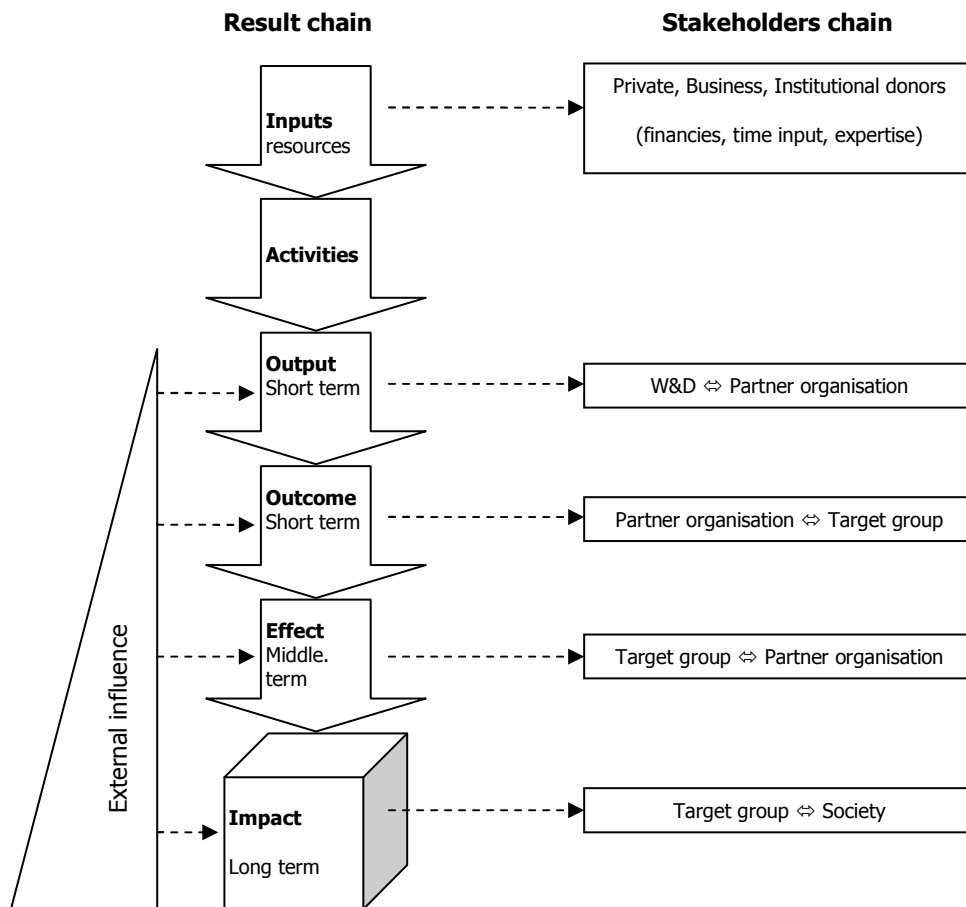 Result chain
Stakeholders chain
Inputs
resources
Private, Business, Institutional donors
(financies, time input, expertise)
Activities
Output
Short term
W&D ⇔ Partner organisation
Outcome
Short term
Partner organisation ⇔ Target group
Effect
Middle.
term
Target group ⇔ Partner organisation
External influence
Impact
Long term
Target group ⇔ Society